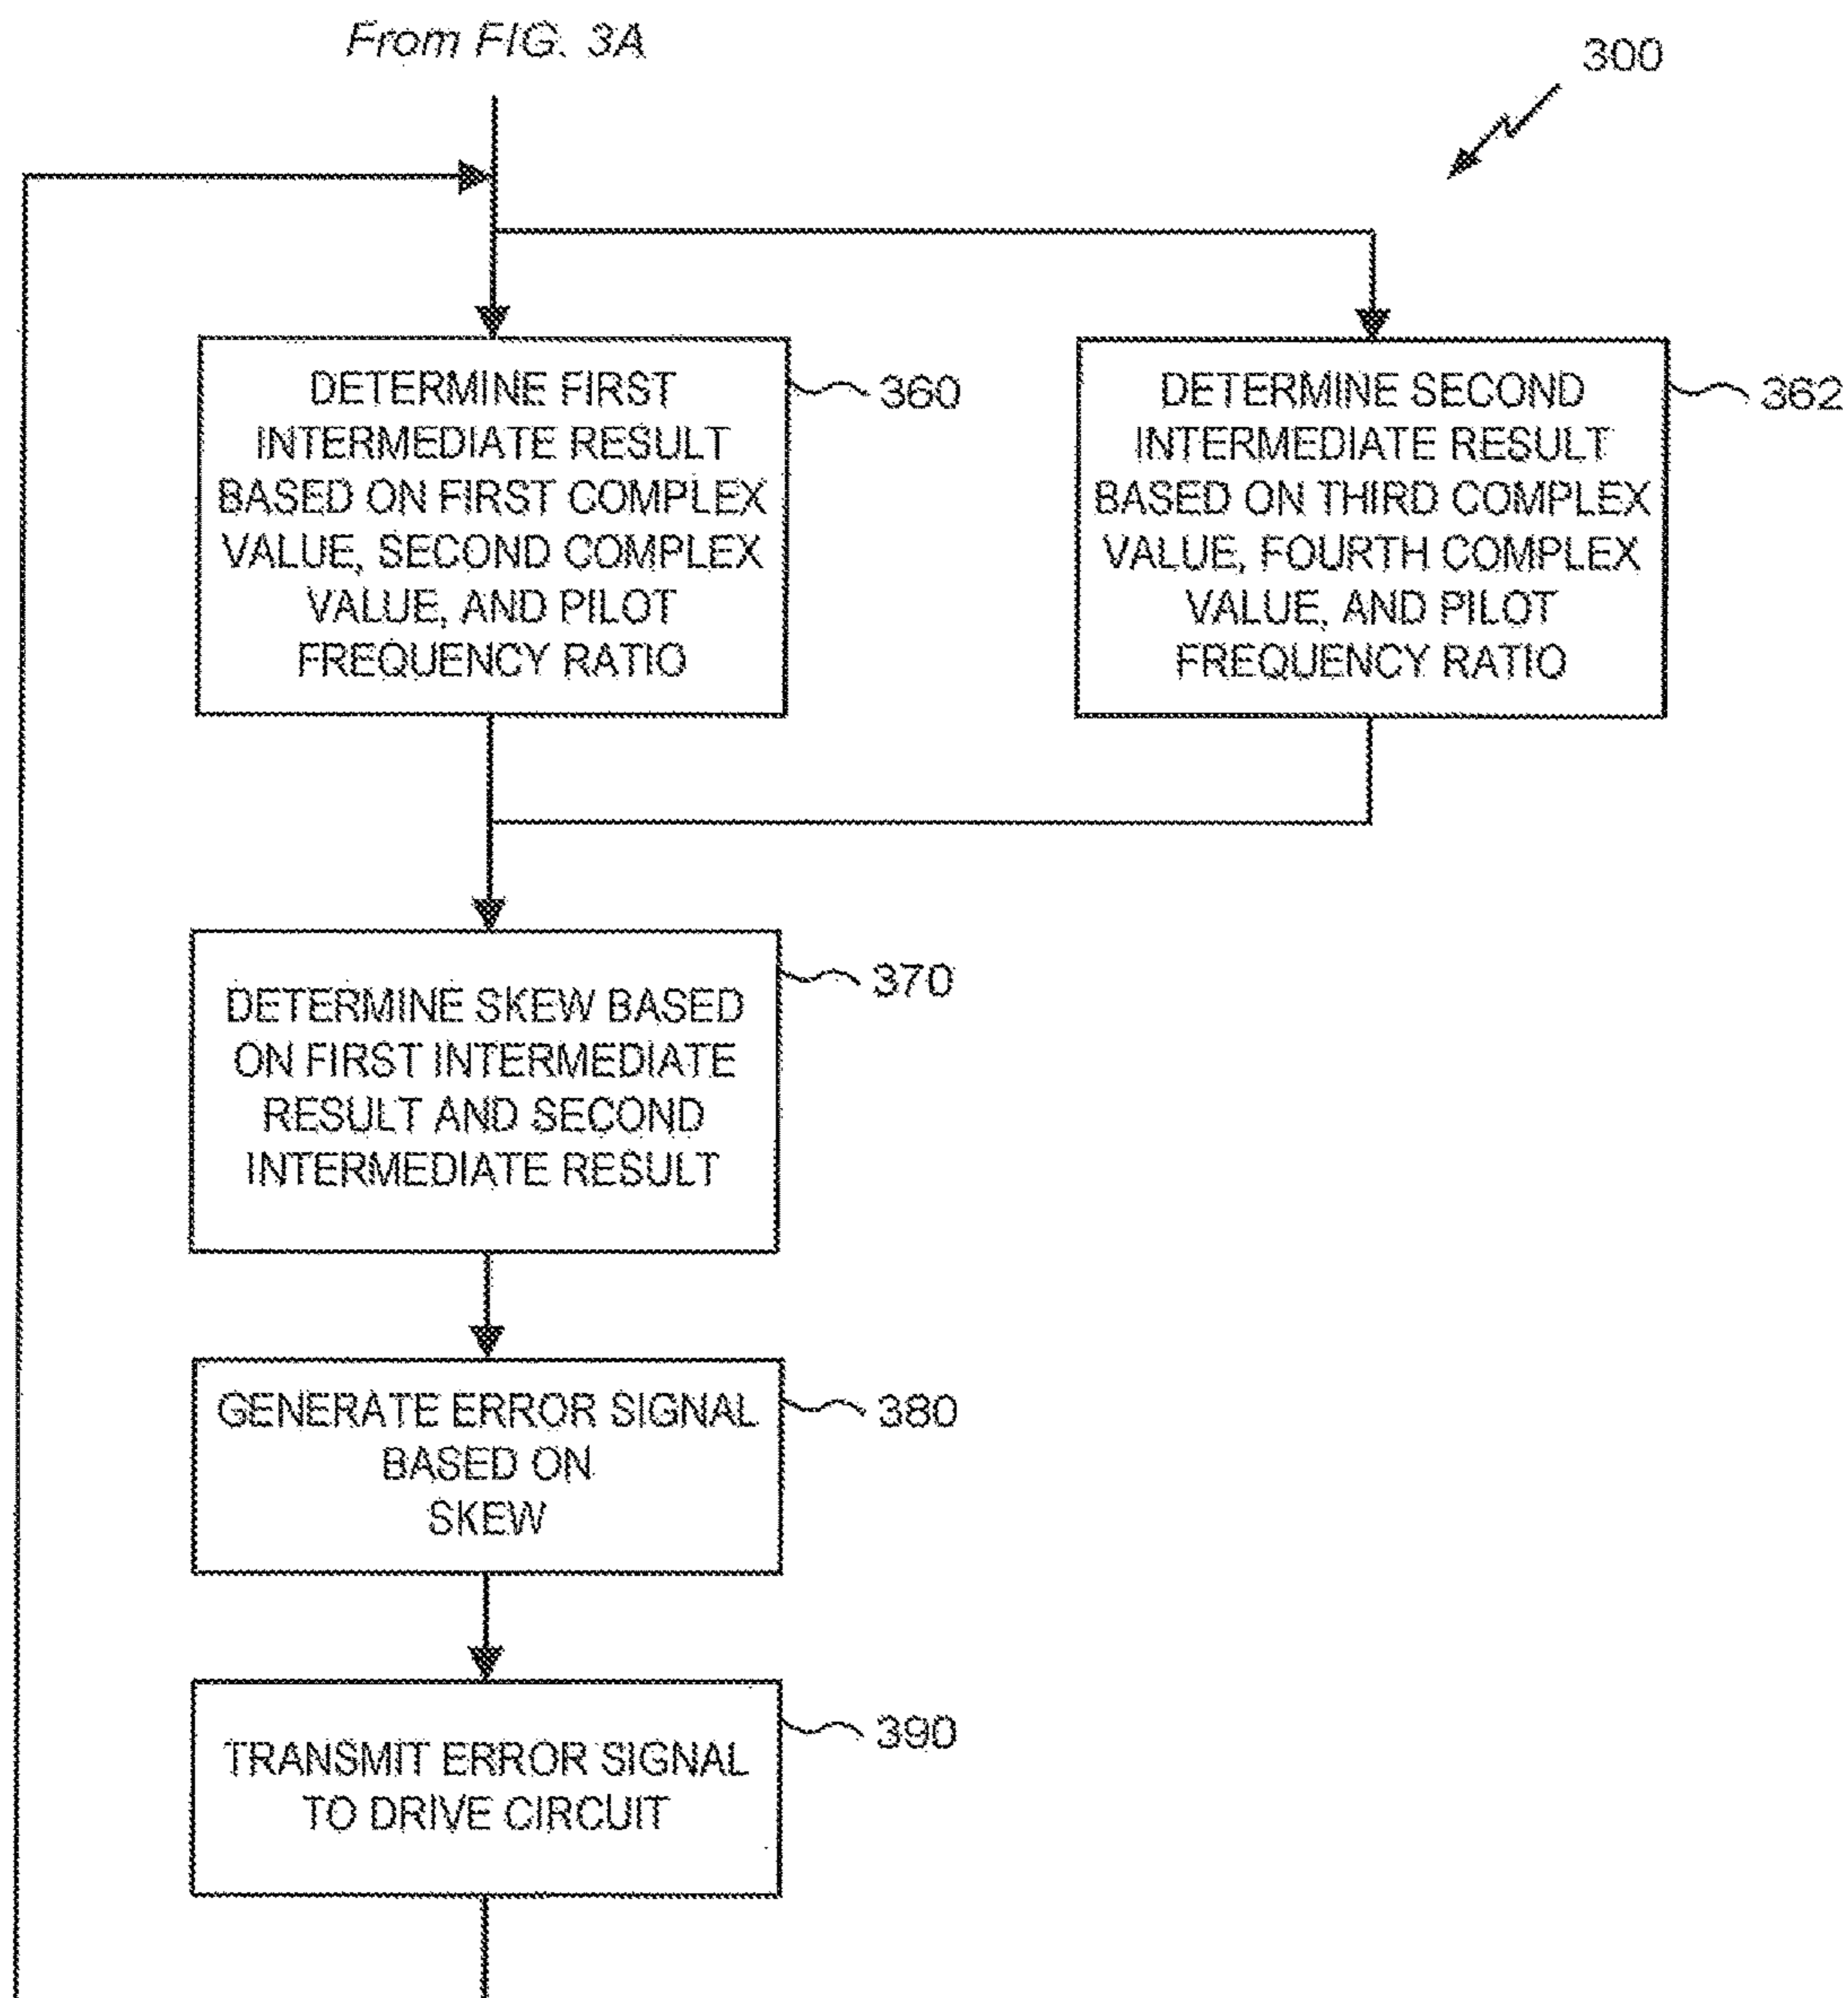 From FIG. 3A
300
DETERMINE FIRST
INTERMEDIATE RESULT
BASED ON FIRST COMPLEX
VALUE, SECOND COMPLEX
VALUE, AND PILOT
FREQUENCY RATIO
360
DETERMINE SECOND
INTERMEDIATE RESULT
BASED ON THIRD COMPLEX
VALUE, FOURTH COMPLEX
VALUE, AND PILOT
FREQUENCY RATIO
362
DETERMINE SKEW BASED
ON FIRST INTERMEDIATE
RESULT AND SECOND
INTERMEDIATE RESULT
370
GENERATE ERROR SIGNAL
BASED ON
SKEW
380
TRANSMIT ERROR SIGNAL
TO DRIVE CIRCUIT
390